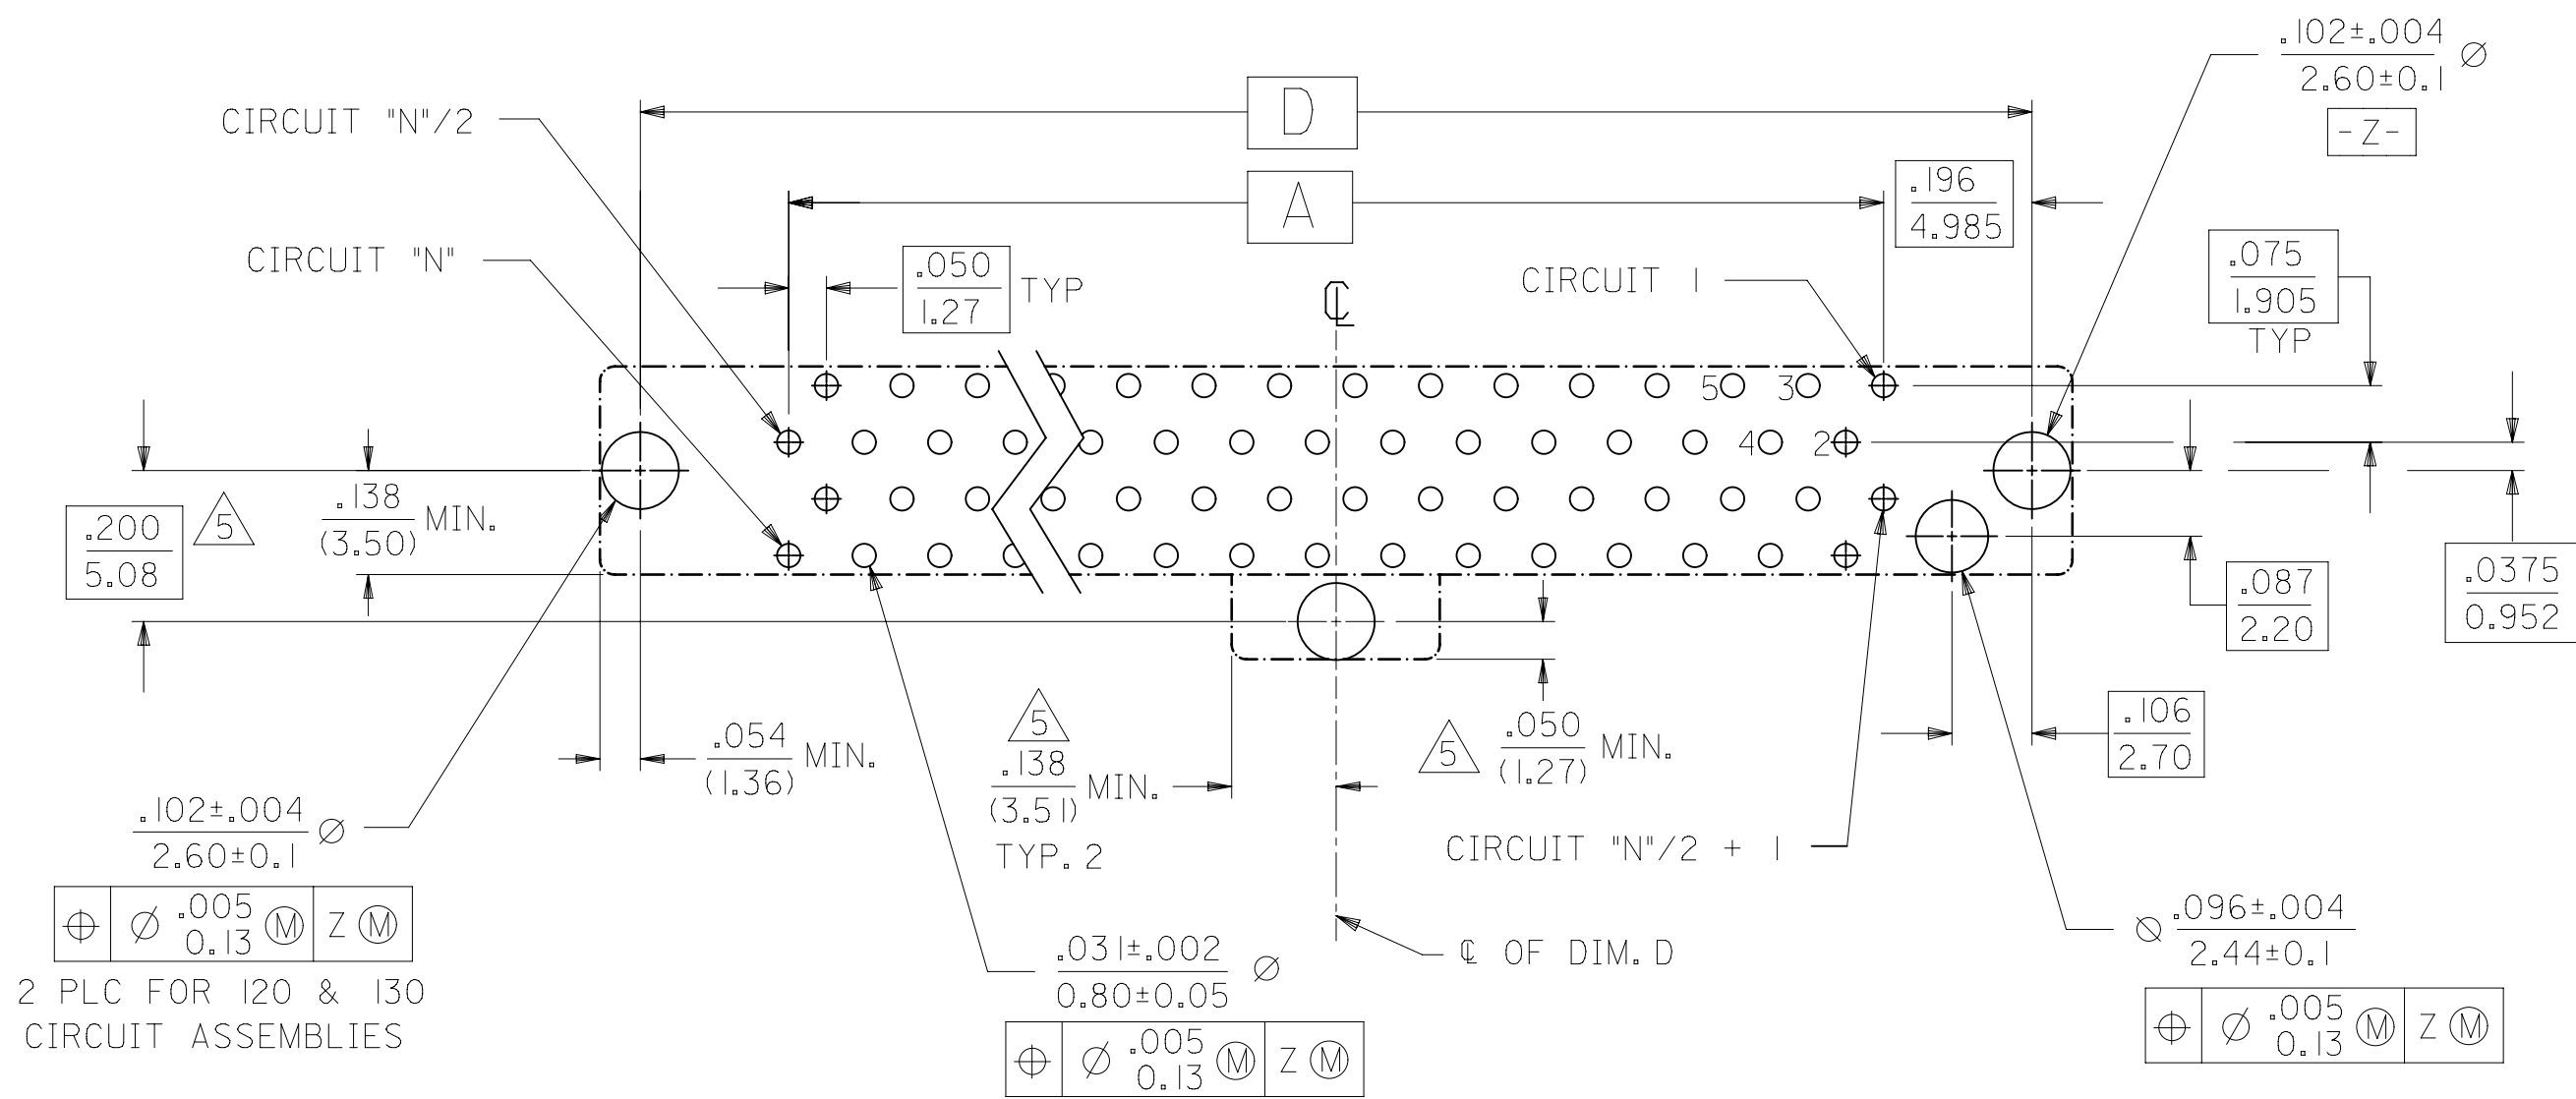 .102±.004
2.60±0.1 ⌀
-Z-
D
CIRCUIT "N"/2
A
.196
4.985
CIRCUIT "N"
.050
1.27
TYP
℄
CIRCUIT 1
.075
1.905
TYP
5 3
4 2
.200
5.08
5
.138
(3.50)
MIN.
.0375
0.952
.087
2.20
.054
(1.36)
MIN.
5
.138
(3.51)
MIN.
TYP. 2
5
.050
(1.27)
MIN.
.106
2.70
.102±.004
2.60±0.1 ⌀
⌖ ⌀ .005
0.13 Ⓜ Z Ⓜ
2 PLC FOR 120 & 130
CIRCUIT ASSEMBLIES
CIRCUIT "N"/2 + 1
℄ OF DIM. D
.031±.002
0.80±0.05 ⌀
⌖ ⌀ .005
0.13 Ⓜ Z Ⓜ
⌀ .096±.004
2.44±0.1
⌖ ⌀ .005
0.13 Ⓜ Z Ⓜ